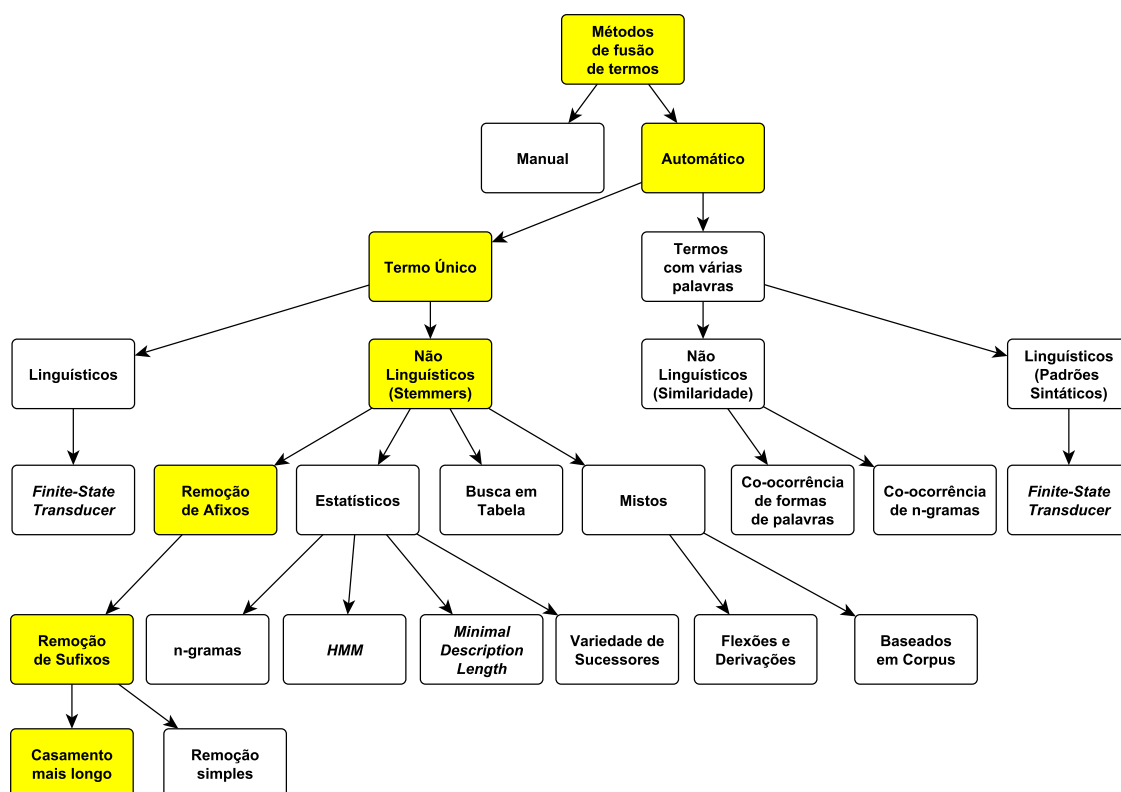 Métodos
de fusão
de termos
Manual
Automático
Termo Único
Termos
com várias
palavras
Linguísticos
Não
Linguísticos
(Stemmers)
Não
Linguísticos
(Similaridade)
Linguísticos
(Padrões
Sintáticos)
Finite-State
Transducer
Remoção
de Afixos
Estatísticos
Busca em
Tabela
Mistos
Co-ocorrência
de formas
de palavras
Co-ocorrência
de n-gramas
Finite-State
Transducer
Remoção
de Sufixos
n-gramas
HMM
Minimal
Description
Length
Variedade de
Sucessores
Flexões e
Derivações
Baseados
em Corpus
Casamento
mais longo
Remoção
simples